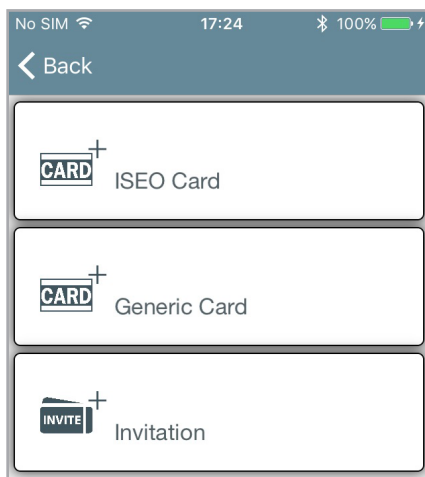 No SIM 17:24 100%
Back
CARD
ISEO Card
CARD
Generic Card
INVITE
Invitation